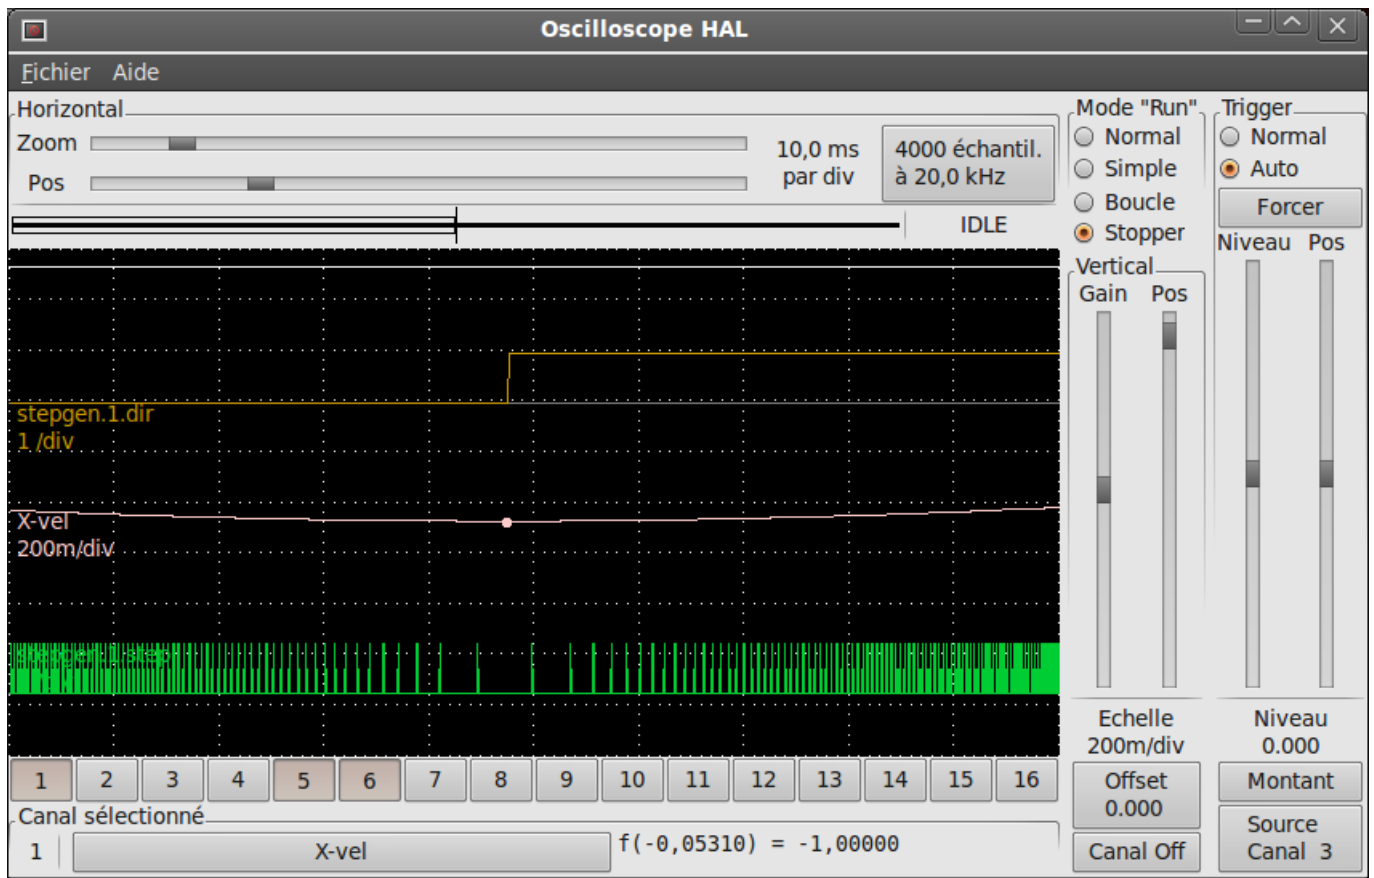 Oscilloscope HAL
Fichier Aide
Horizontal
Zoom
Pos
10,0 ms
par div
4000 échantil.
à 20,0 kHz
IDLE
Mode "Run"
Normal
Simple
Boucle
Stopper
Trigger
Normal
Auto
Forcer
Niveau Pos
Vertical
Gain Pos
stepgen.1.dir
1 /div
X-vel
200m/div
stepgen.1.step
Echelle
200m/div
Offset
0.000
Canal Off
Niveau
0.000
Montant
Source
Canal 3
1 2 3 4 5 6 7 8 9 10 11 12 13 14 15 16
Canal sélectionné
1 X-vel f(-0,05310) = -1,00000